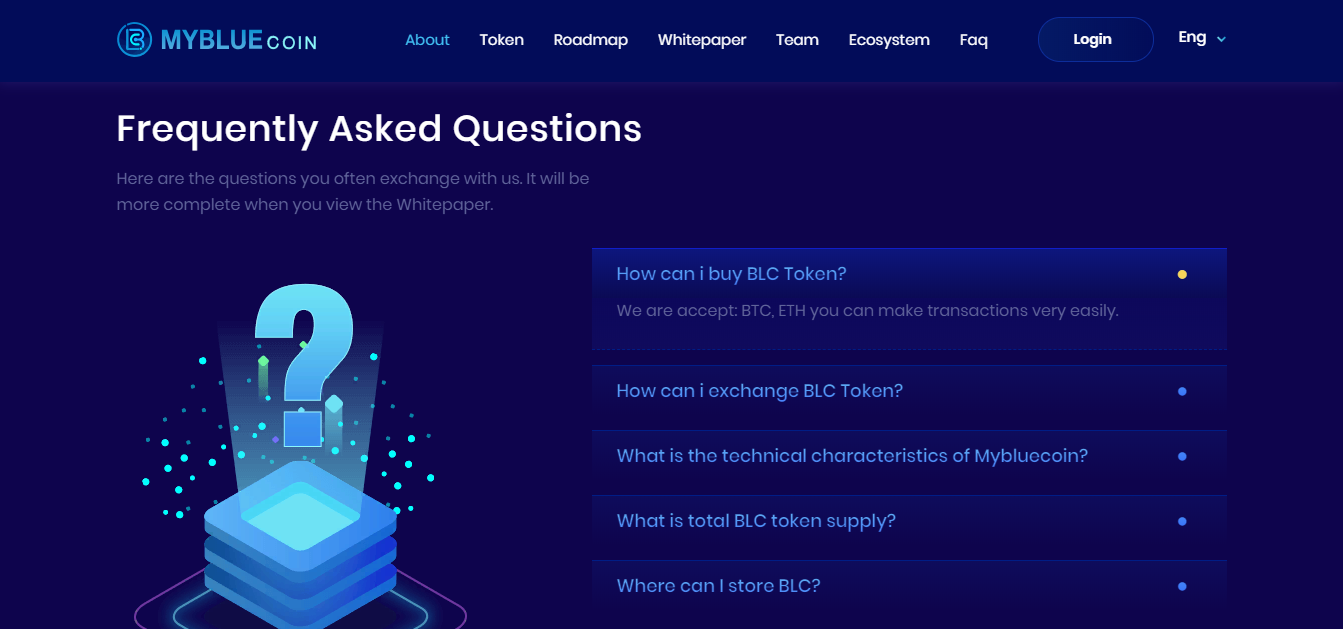 MYBLUE COIN
About
Token
Roadmap
Whitepaper
Team
Ecosystem
Faq
Login
Eng
Frequently Asked Questions
Here are the questions you often exchange with us. It will be
more complete when you view the Whitepaper.
How can i buy BLC Token?
We are accept: BTC, ETH you can make transactions very easily.
How can i exchange BLC Token?
What is the technical characteristics of Mybluecoin?
What is total BLC token supply?
Where can I store BLC?